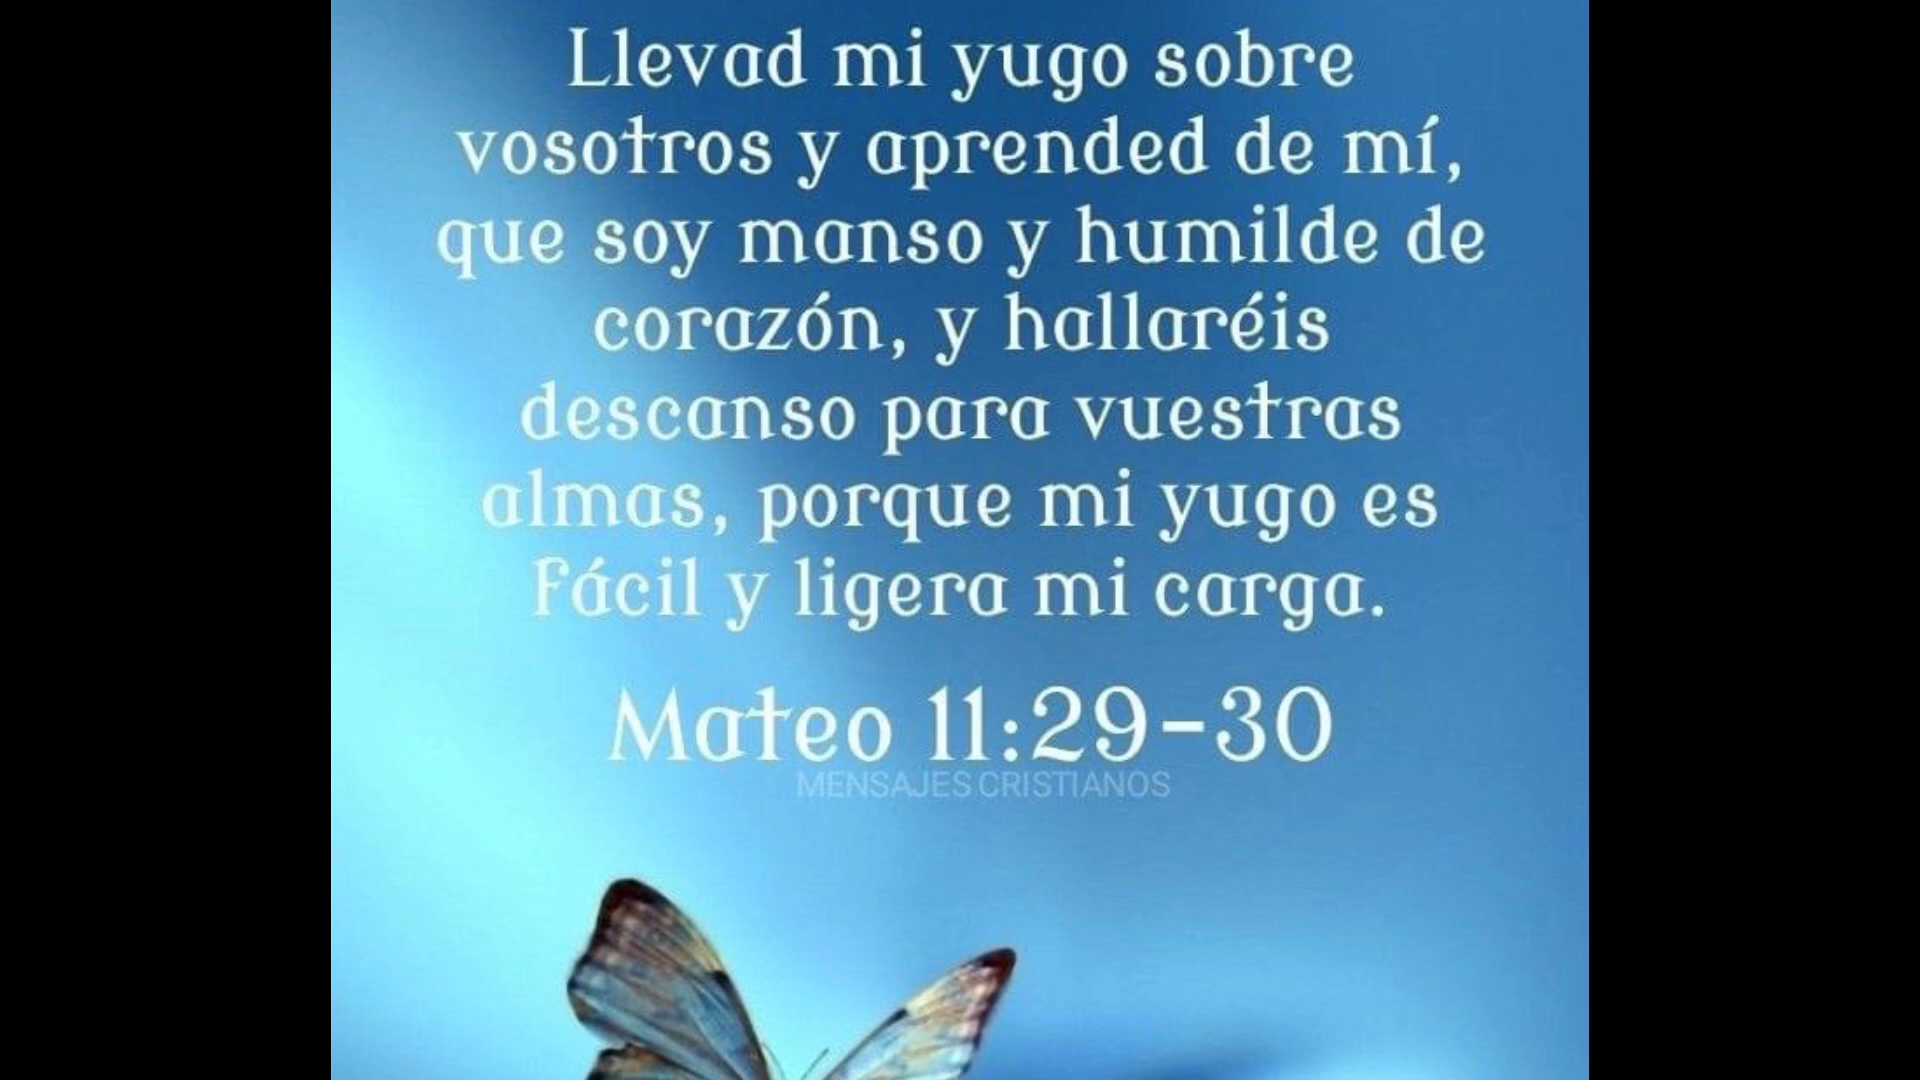 Llevad mi yugo sobre
vosotros y aprended de mí,
que soy manso y humilde de
corazón, y hallaréis
descanso para vuestras
almas, porque mi yugo es
Fácil y ligera mi carga.
Mateo 11:29-30
MENSAJES CRISTIANOS